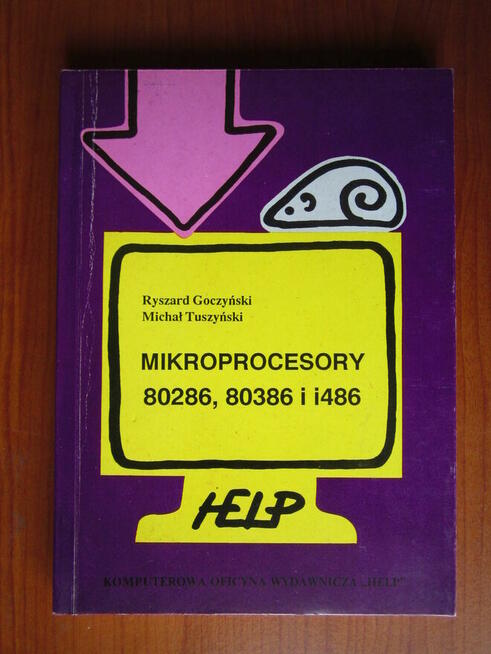 Ryszard Goczyński
Michał Tuszyński
MIKROPROCESORY
80286, 80386 i i486
HELP
KOMPUTEROWA OFICYNA WYDAWNICZA „HELP”